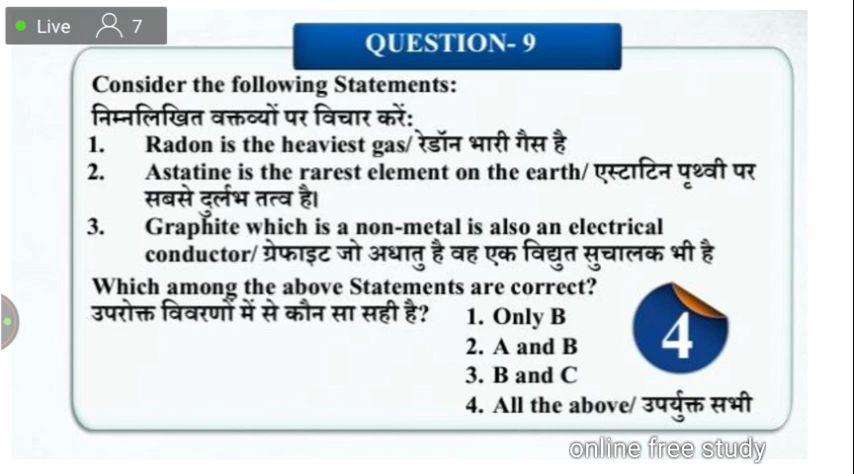 Live 7
QUESTION- 9
Consider the following Statements:
निम्नलिखित वक्तव्यों पर विचार करें:
1. Radon is the heaviest gas/ रेडॉन भारी गैस है
2. Astatine is the rarest element on the earth/ एस्टाटिन पृथ्वी पर
सबसे दुर्लभ तत्व है।
3. Graphite which is a non-metal is also an electrical
conductor/ ग्रेफाइट जो अधातु है वह एक विद्युत सुचालक भी है
Which among the above Statements are correct?
उपरोक्त विवरणों में से कौन सा सही है? 1. Only B
2. A and B
3. B and C
4. All the above/ उपर्युक्त सभी
4
online free study